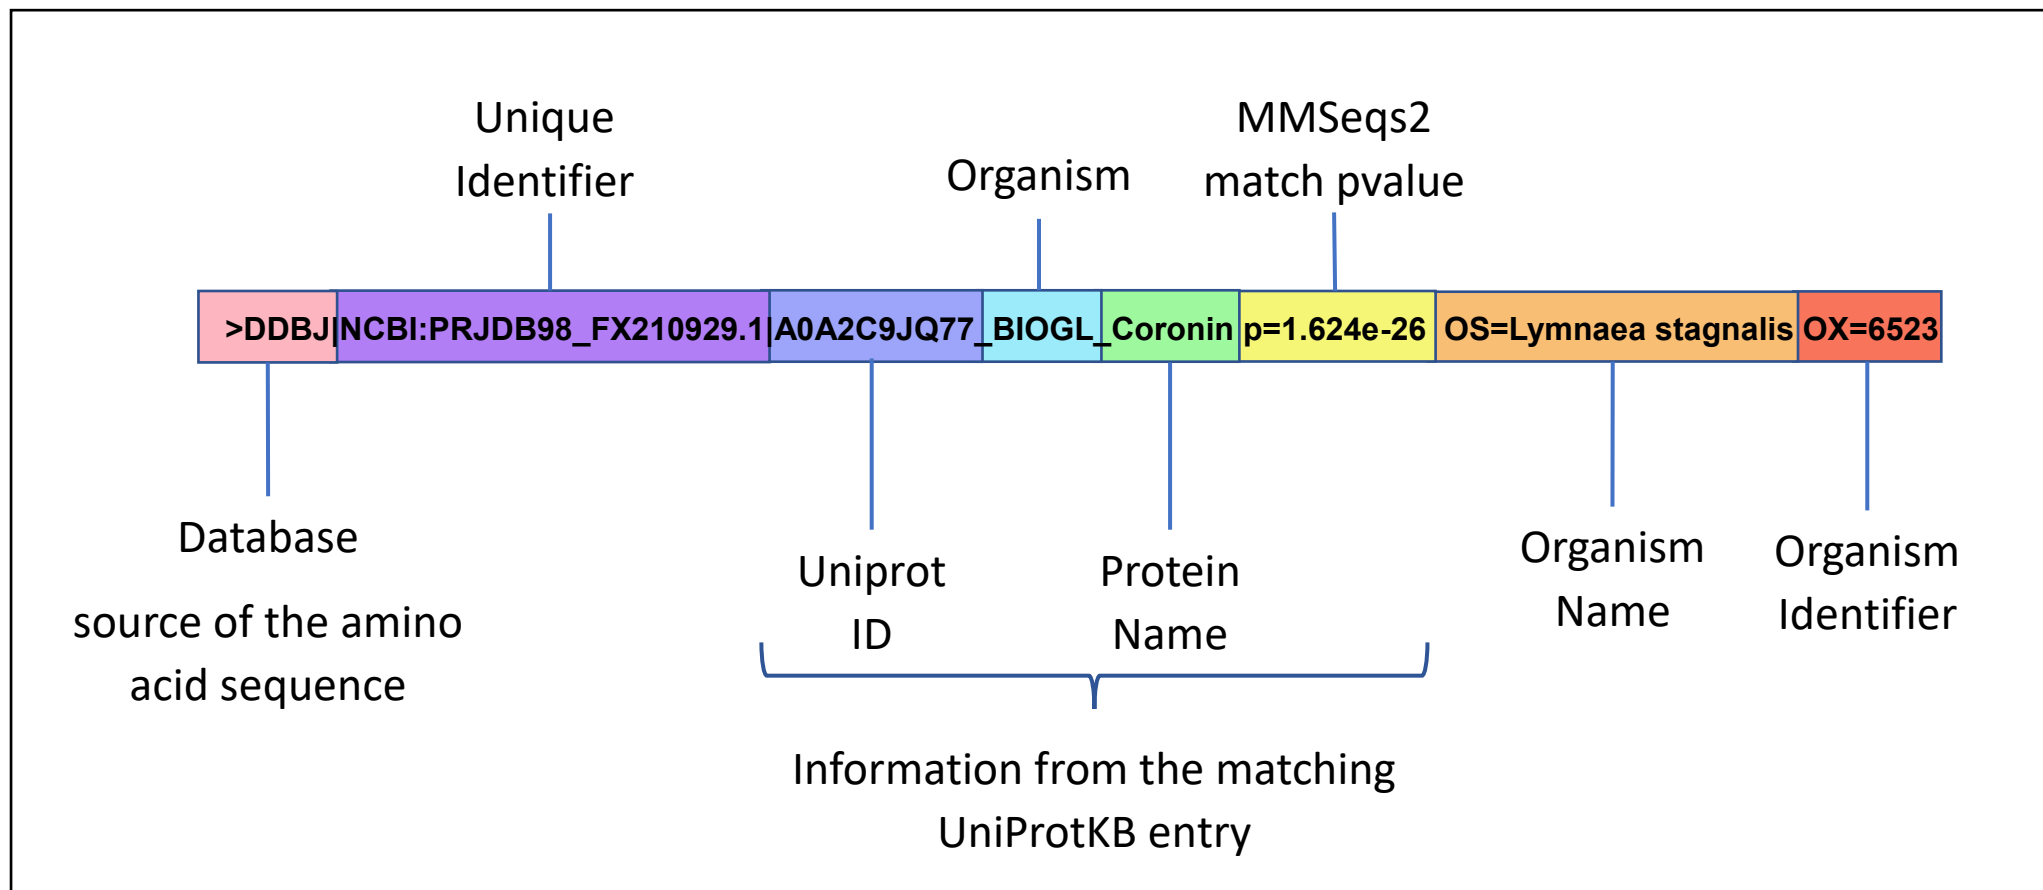 Unique
Identifier
Organism
MMSeqs2
match pvalue
>DDBJ|NCBI:PRJDB98_FX210929.1|A0A2C9JQ77_BIOGL_Coronin p=1.624e-26 OS=Lymnaea stagnalis OX=6523
Database
source of the amino
acid sequence
Uniprot
ID
Protein
Name
Organism
Name
Organism
Identifier
Information from the matching
UniProtKB entry